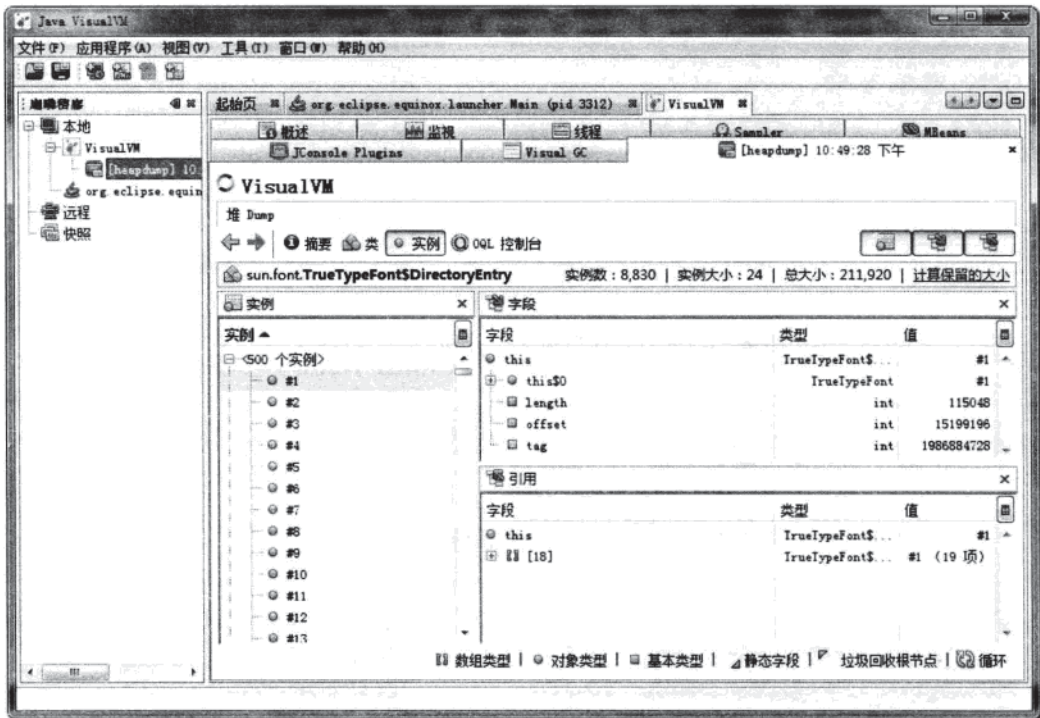 Java VisualVM
文件(F) 应用程序(A) 视图(V) 工具(T) 窗口(W) 帮助(H)
起始页 org.eclipse.equinox.launcher.Main (pid 3312) VisualVM
本地
VisualVM
[heapdump] 10:
org.eclipse.equin
远程
快照
概述 监视 线程 Sampler MBeans
JConsole Plugins Visual GC [heapdump] 10:49:28 下午
VisualVM
堆 Dump
摘要 类 实例 OQL 控制台
sun.font.TrueTypeFont$DirectoryEntry 实例数：8,830 | 实例大小：24 | 总大小：211,920 | 计算保留的大小
实例
实例
<500 个实例>
#1
#2
#3
#4
#5
#6
#7
#8
#9
#10
#11
#12
#13
字段
字段 类型 值
this TrueTypeFont$... #1
this$0 TrueTypeFont #1
length int 115048
offset int 15199196
tag int 1986884728
引用
字段 类型 值
this TrueTypeFont$... #1
[18] TrueTypeFont$... #1 (19 项)
数组类型 | 对象类型 | 基本类型 | 静态字段 | 垃圾回收根节点 | 循环